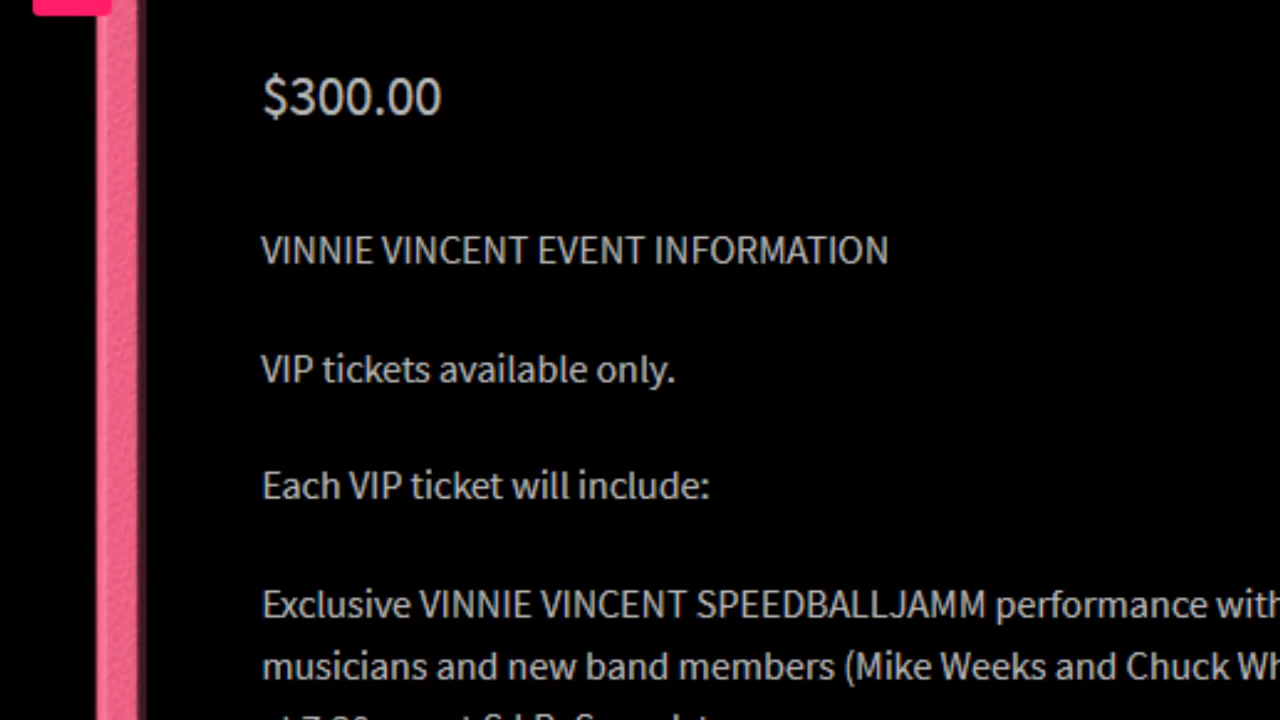 $300.00
VINNIE VINCENT EVENT INFORMATION
VIP tickets available only.
Each VIP ticket will include:
Exclusive VINNIE VINCENT SPEEDBALLJAMM performance with
musicians and new band members (Mike Weeks and Chuck